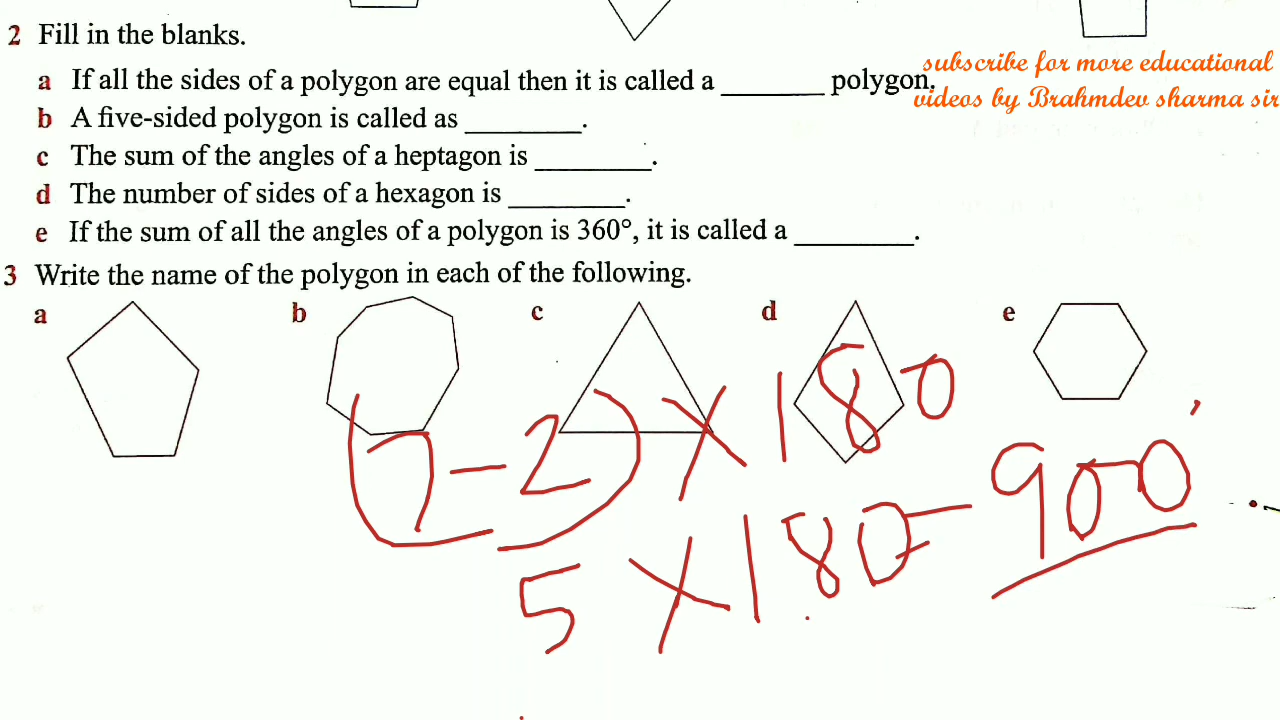 2 Fill in the blanks.
subscribe for more educational
a If all the sides of a polygon are equal then it is called a ________ polygon.
videos by Brahmdev sharma sir
b A five-sided polygon is called as _________.
c The sum of the angles of a heptagon is _________.
d The number of sides of a hexagon is _________.
e If the sum of all the angles of a polygon is 360°, it is called a _________.
3 Write the name of the polygon in each of the following.
a b c d e
(7-2) × 180
5 × 180 = 900